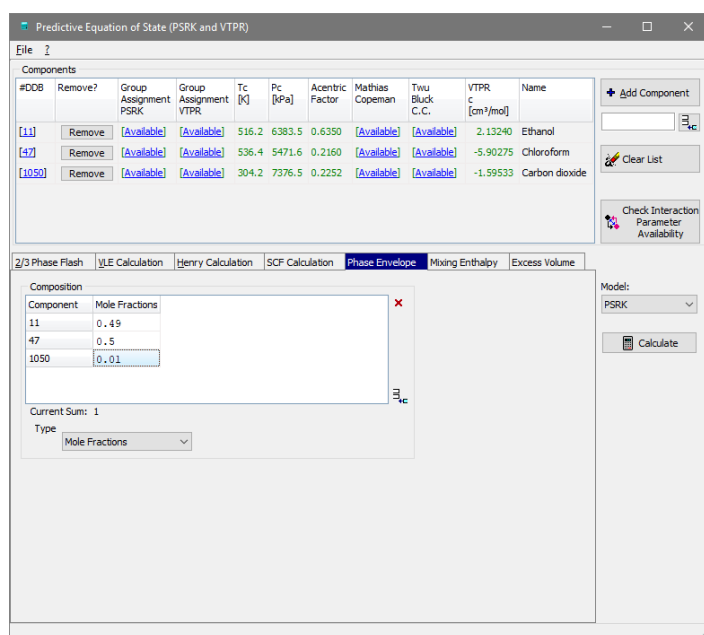 Predictive Equation of State (PSRK and VTPR)
File ?
Components
#DDB Remove? Group Assignment PSRK Group Assignment VTPR Tc [K] Pc [kPa] Acentric Factor Mathias Copeman Twu Bluck C.C. VTPR c [cm³/mol] Name
[11] Remove [Available] [Available] 516.2 6383.5 0.6350 [Available] [Available] 2.13240 Ethanol
[47] Remove [Available] [Available] 536.4 5471.6 0.2160 [Available] [Available] -5.90275 Chloroform
[1050] Remove [Available] [Available] 304.2 7376.5 0.2252 [Available] [Available] -1.59533 Carbon dioxide
Add Component
Clear List
Check Interaction
Parameter
Availability
2/3 Phase Flash VLE Calculation Henry Calculation SCF Calculation Phase Envelope Mixing Enthalpy Excess Volume
Composition
Component Mole Fractions
11 0.49
47 0.5
1050 0.01
Current Sum: 1
Type
Mole Fractions
Model:
PSRK
Calculate